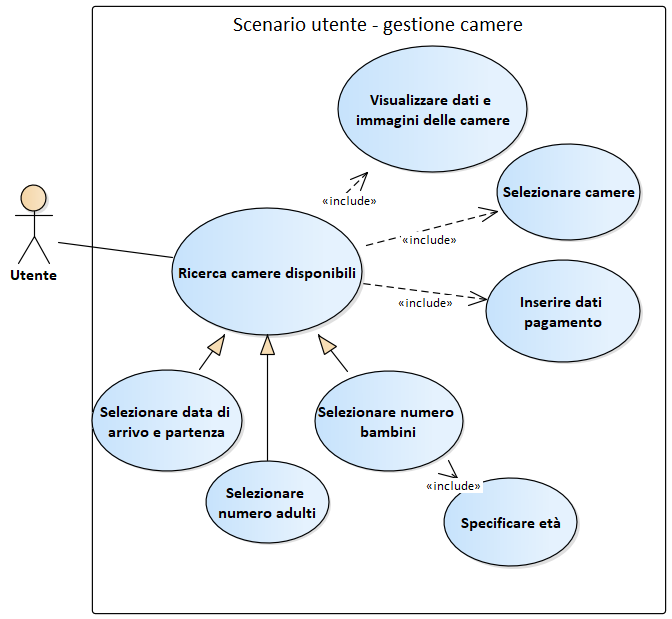 Scenario utente - gestione camere
Visualizzare dati e
immagini delle camere
«include»
Selezionare camere
«include»
Utente
Ricerca camere disponibili
«include»
Inserire dati
pagamento
Selezionare data di
arrivo e partenza
Selezionare numero
bambini
Selezionare
numero adulti
«include»
Specificare età